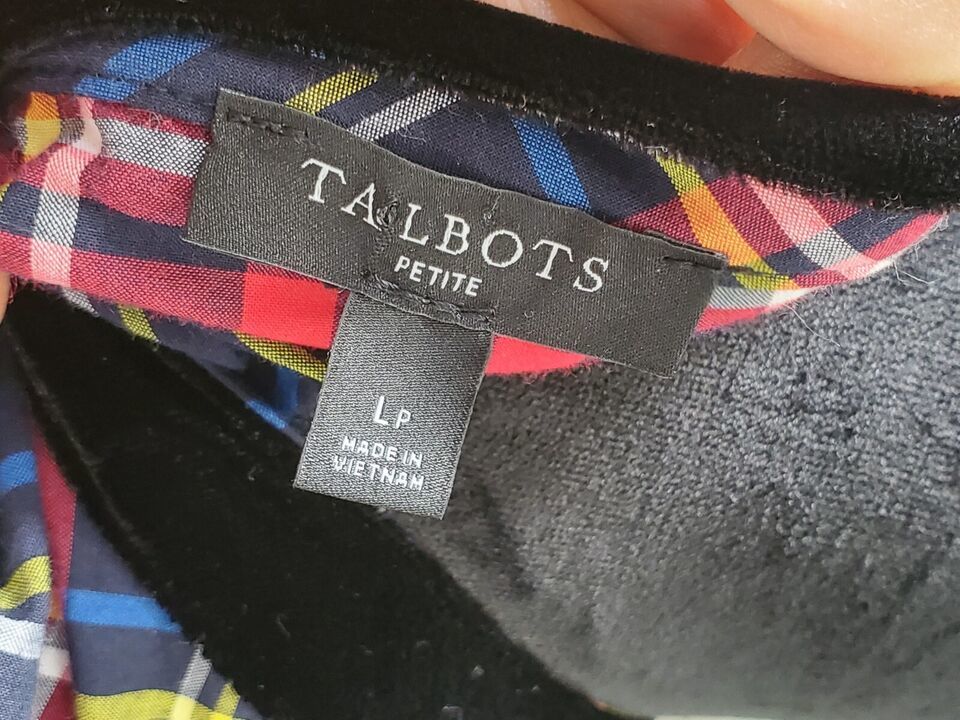 TALBOTS
PETITE
LP
MADE IN
VIETNAM